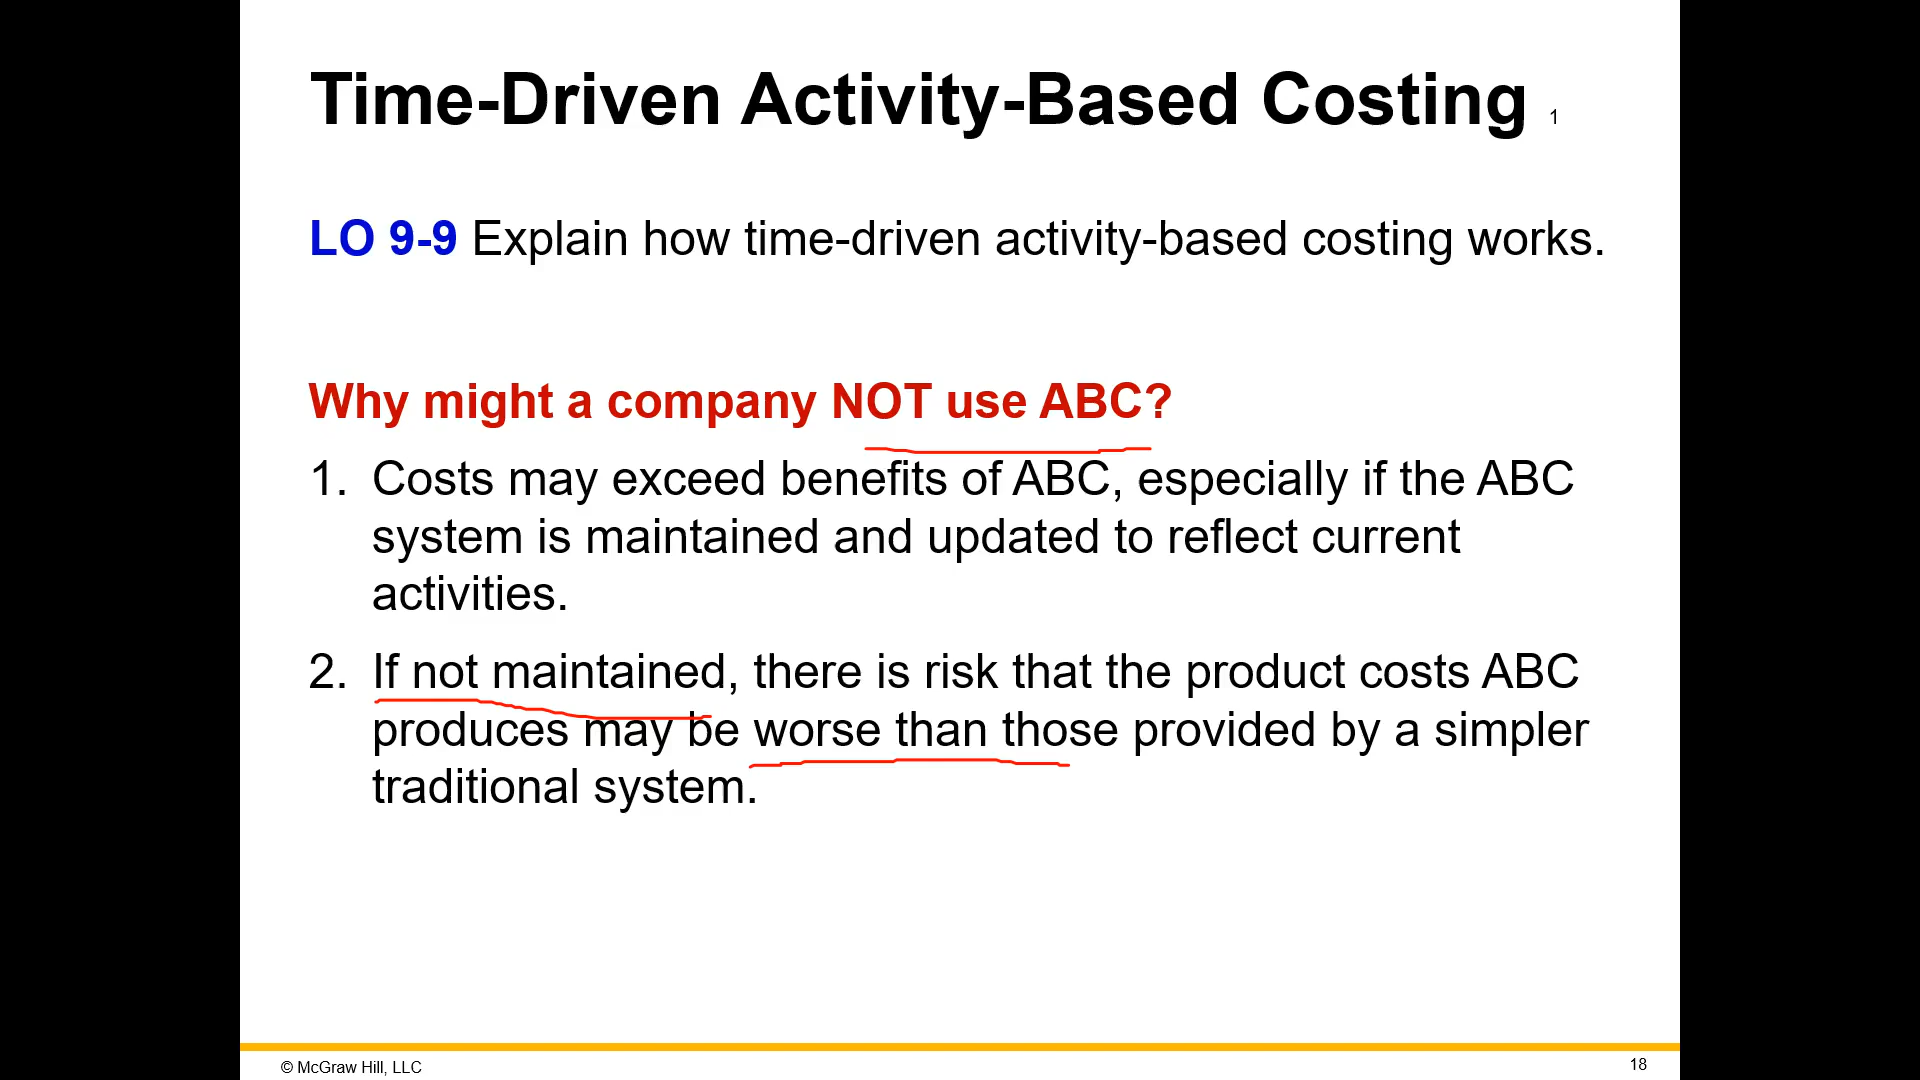 Time-Driven Activity-Based Costing 1
LO 9-9 Explain how time-driven activity-based costing works.
Why might a company NOT use ABC?
1. Costs may exceed benefits of ABC, especially if the ABC
system is maintained and updated to reflect current
activities.
2. If not maintained, there is risk that the product costs ABC
produces may be worse than those provided by a simpler
traditional system.
© McGraw Hill, LLC
18